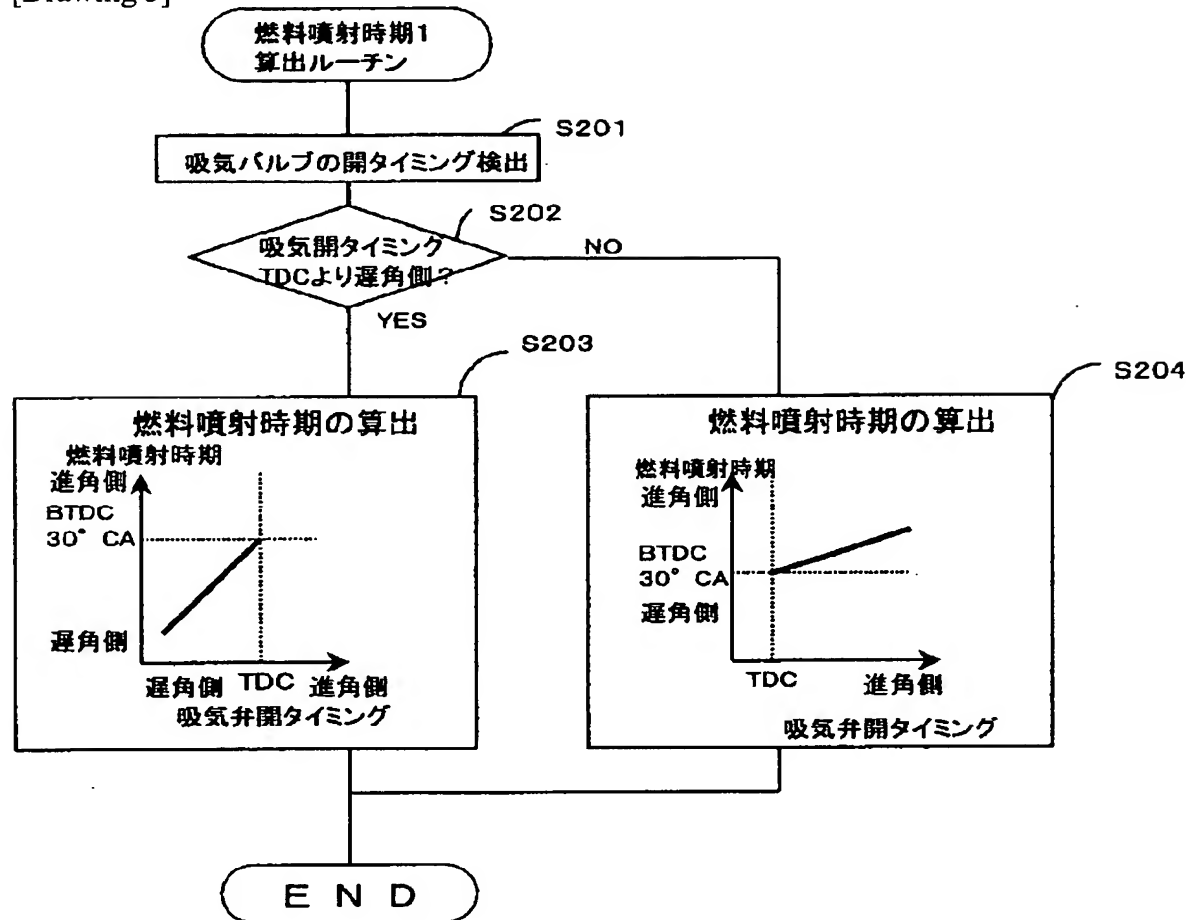 燃料噴射時期1
算出ルーチン
S201
吸気バルブの開タイミング検出
S202
吸気開タイミング
TDCより遅角側?
NO
YES
S203
燃料噴射時期の算出
燃料噴射時期
進角側
BTDC
30° CA
遅角側
遅角側 TDC 進角側
吸気弁開タイミング
S204
燃料噴射時期の算出
燃料噴射時期
進角側
BTDC
30° CA
遅角側
TDC 進角側
吸気弁開タイミング
END